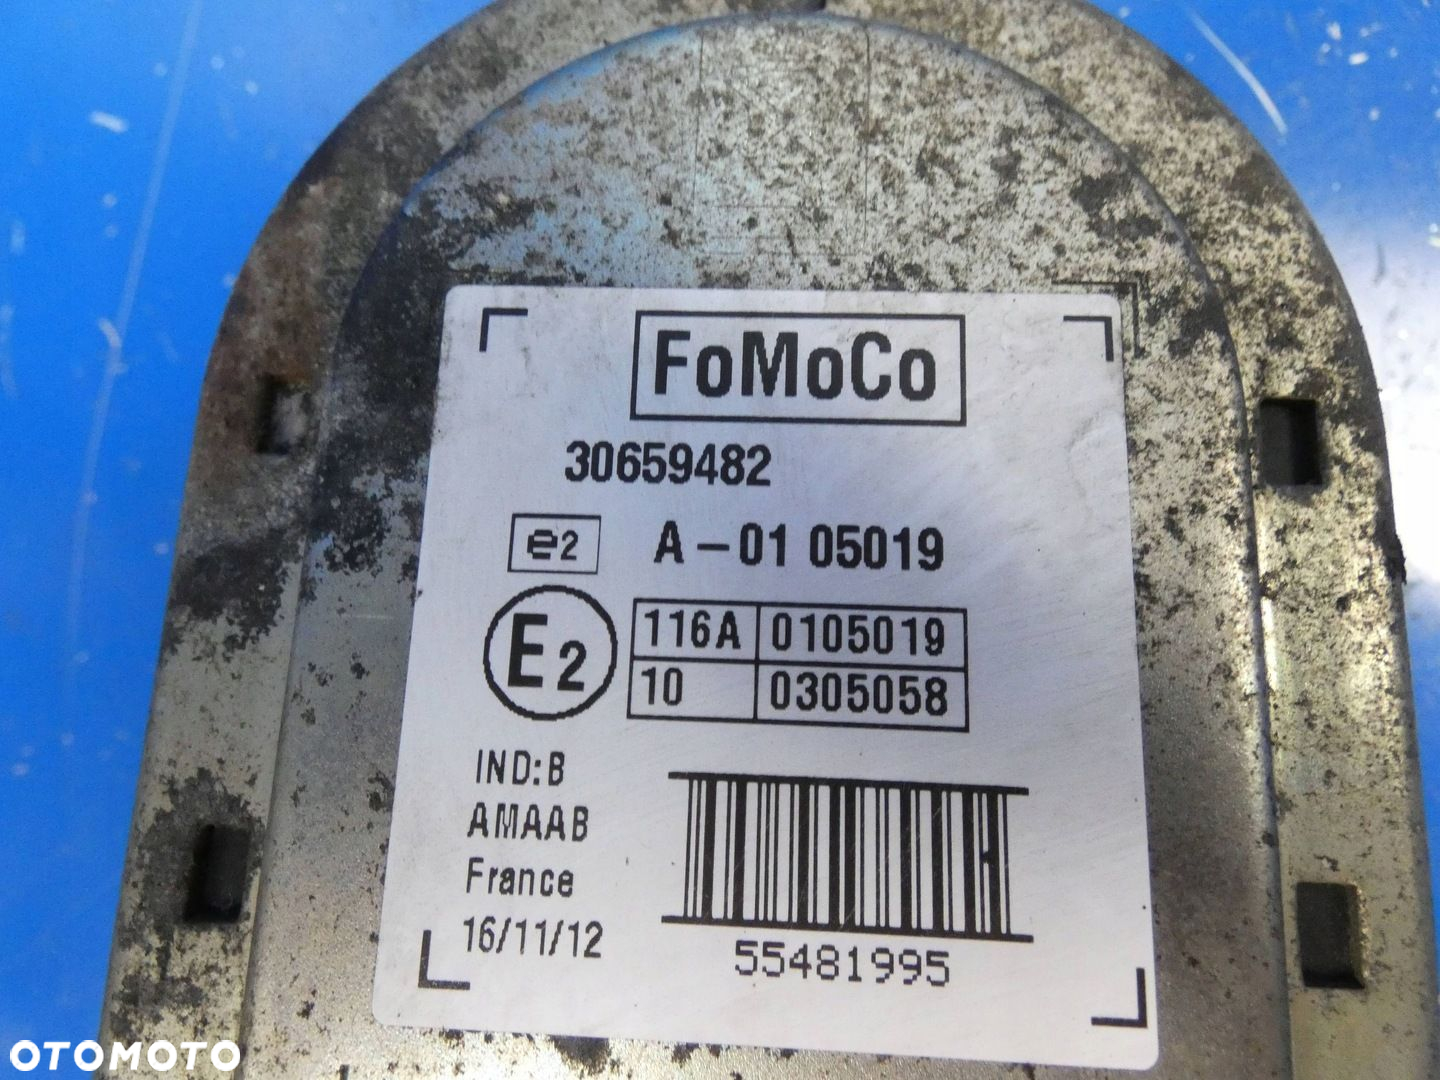 FoMoCo
30659482
e2 A-01 05019
E2 116A 0105019
10 0305058
IND:B
AMAAB
France
16/11/12
55481995
OTOMOTO